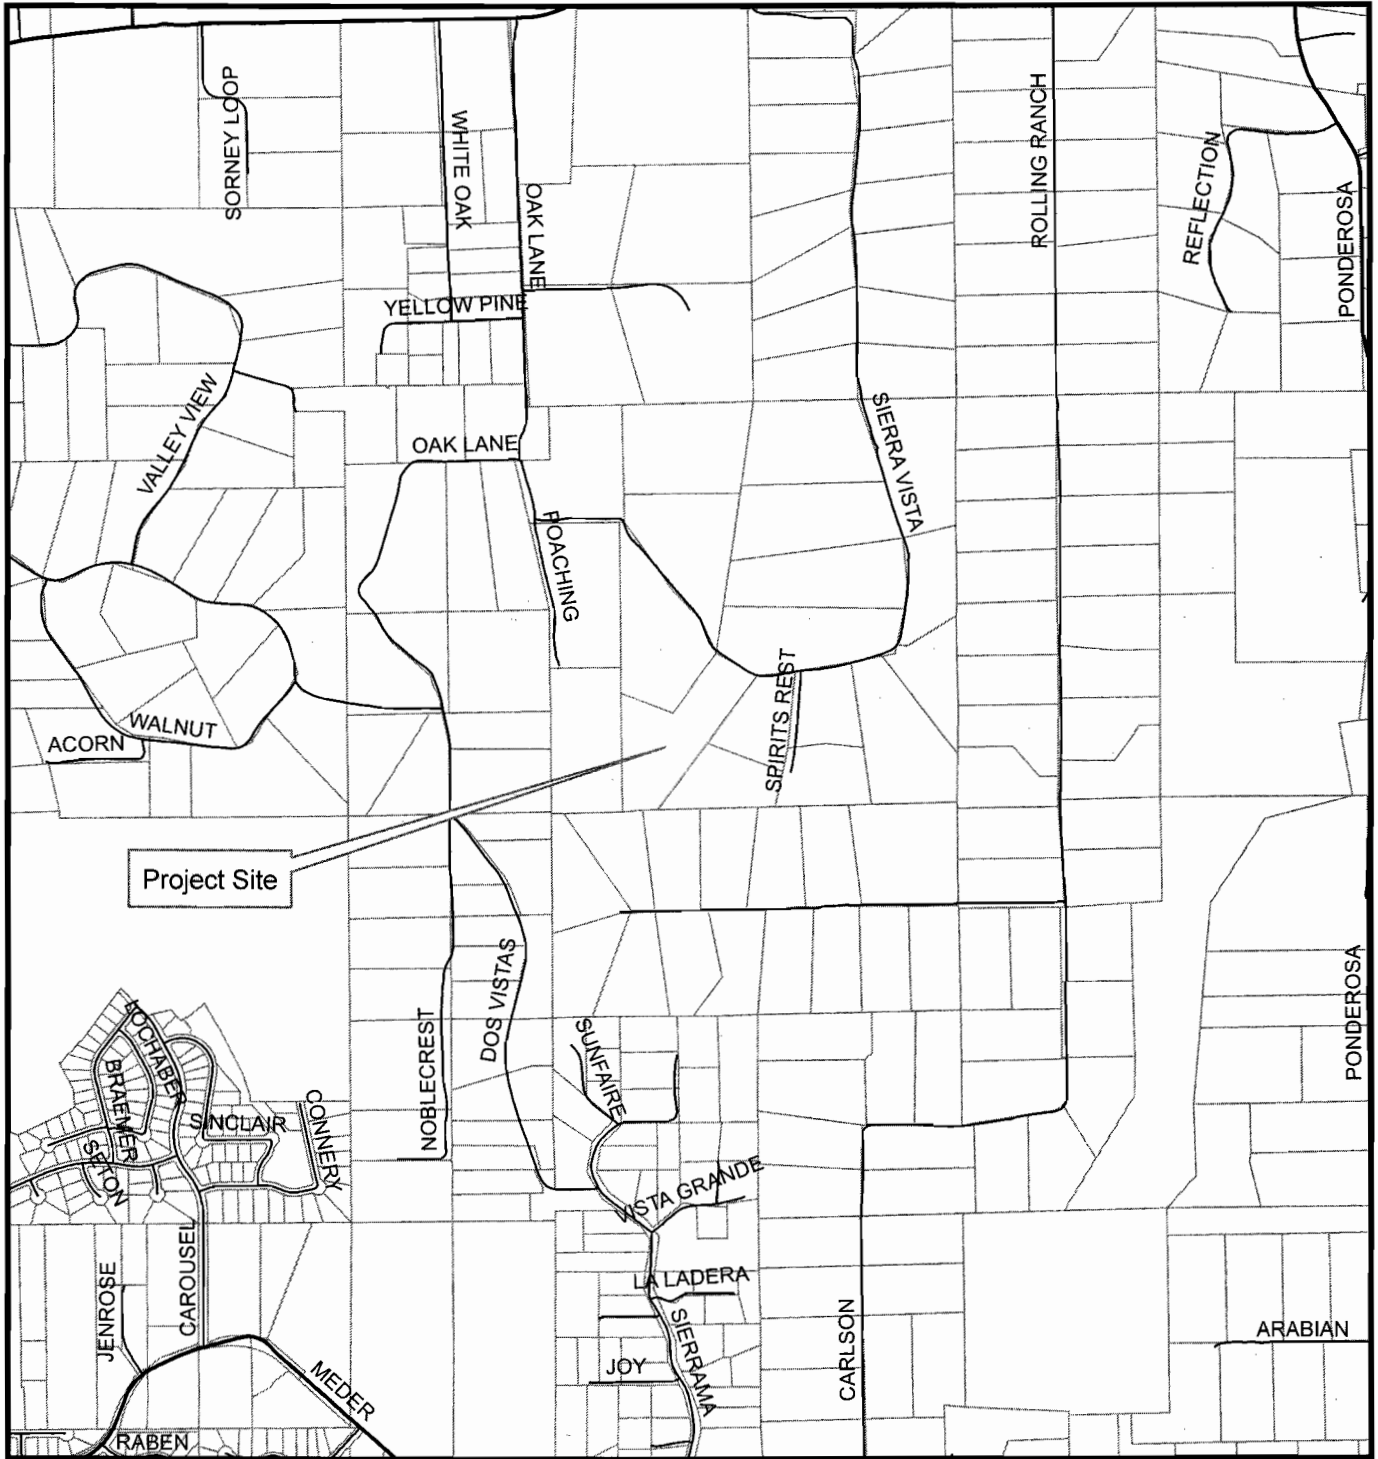 SORNEY LOOP
WHITE OAK
OAK LANE
ROLLING RANCH
REFLECTION
PONDEROSA
YELLOW PINE
VALLEY VIEW
OAK LANE
SIERRA VISTA
POACHING
SPIRITS REST
WALNUT
ACORN
Project Site
DOS VISTAS
NOBLECREST
SUNFAIRE
PONDEROSA
LOCHABER
BRAEMER
SINCLAIR
CONNERY
SETON
VISTA GRANDE
CAROUSEL
JENROSE
LA LADERA
SIERRAMA
CARLSON
ARABIAN
JOY
MEDER
RABEN